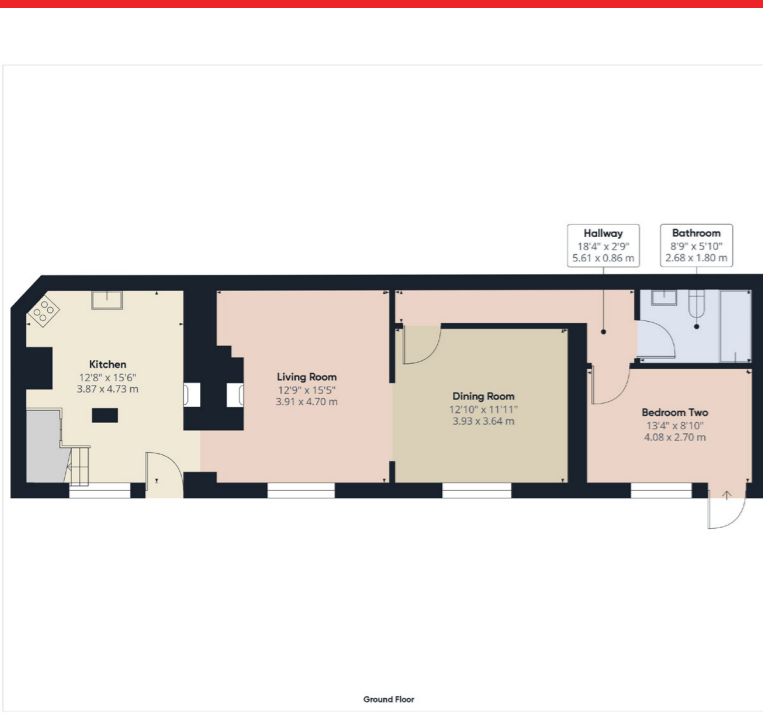 Hallway
18'4" x 2'9"
5.61 x 0.86 m
Bathroom
8'9" x 5'10"
2.68 x 1.80 m
Kitchen
12'8" x 15'6"
3.87 x 4.73 m
Living Room
12'9" x 15'5"
3.91 x 4.70 m
Dining Room
12'10" x 11'11"
3.93 x 3.64 m
Bedroom Two
13'4" x 8'10"
4.08 x 2.70 m
Ground Floor